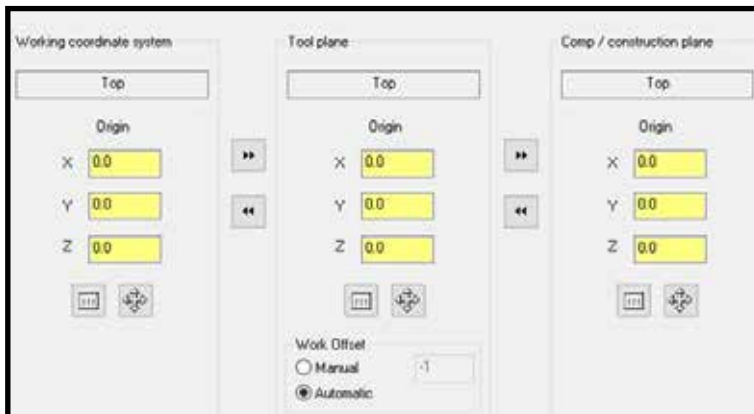 Working coordinate system
Top
Origin
X 0.0
Y 0.0
Z 0.0
Tool plane
Top
Origin
X 0.0
Y 0.0
Z 0.0
Work Offset
Manual -1
Automatic
Comp / construction plane
Top
Origin
X 0.0
Y 0.0
Z 0.0